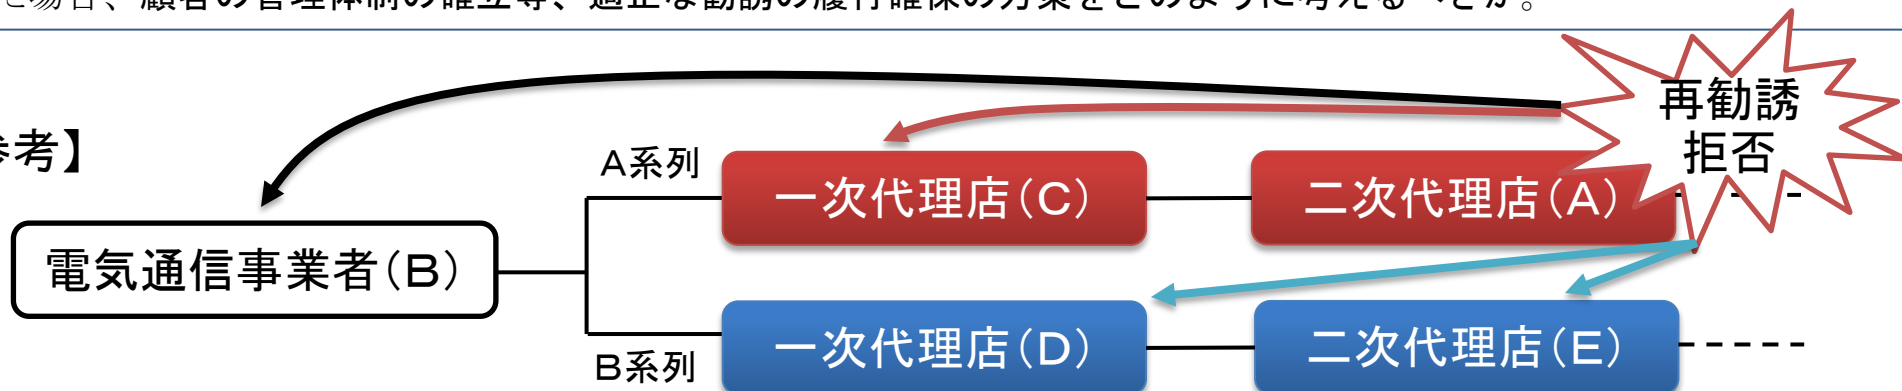 場合、顧客の管理体制の確立等、適正な勧誘の履行確保の方策をどのように考えるべきか。
再勧誘
拒否
参考】
A系列
一次代理店(C)
二次代理店(A)
電気通信事業者(B)
一次代理店(D)
二次代理店(E)
B系列